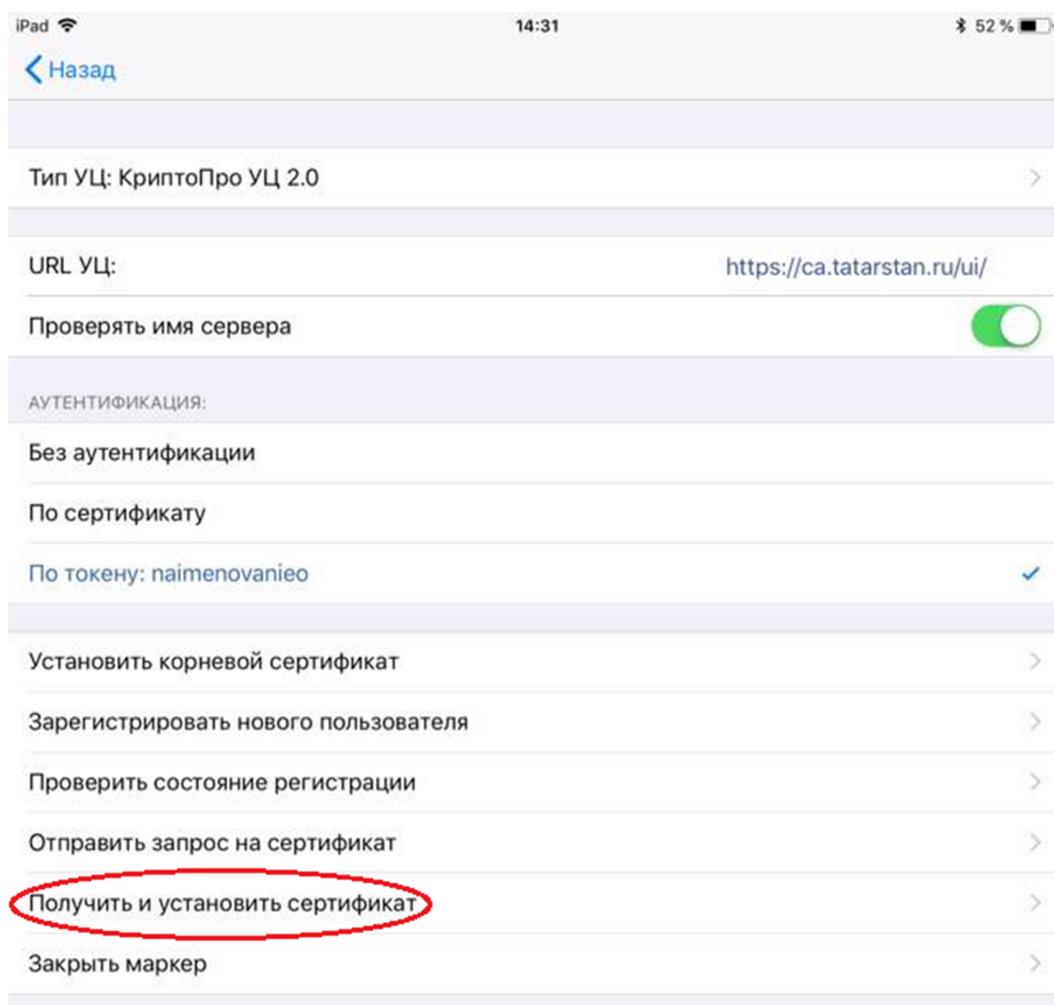 iPad 14:31 52 %
Назад
Тип УЦ: КриптоПро УЦ 2.0
URL УЦ: https://ca.tatarstan.ru/ui/
Проверять имя сервера
АУТЕНТИФИКАЦИЯ:
Без аутентификации
По сертификату
По токену: naimenovanieo
Установить корневой сертификат
Зарегистрировать нового пользователя
Проверить состояние регистрации
Отправить запрос на сертификат
Получить и установить сертификат
Закрыть маркер